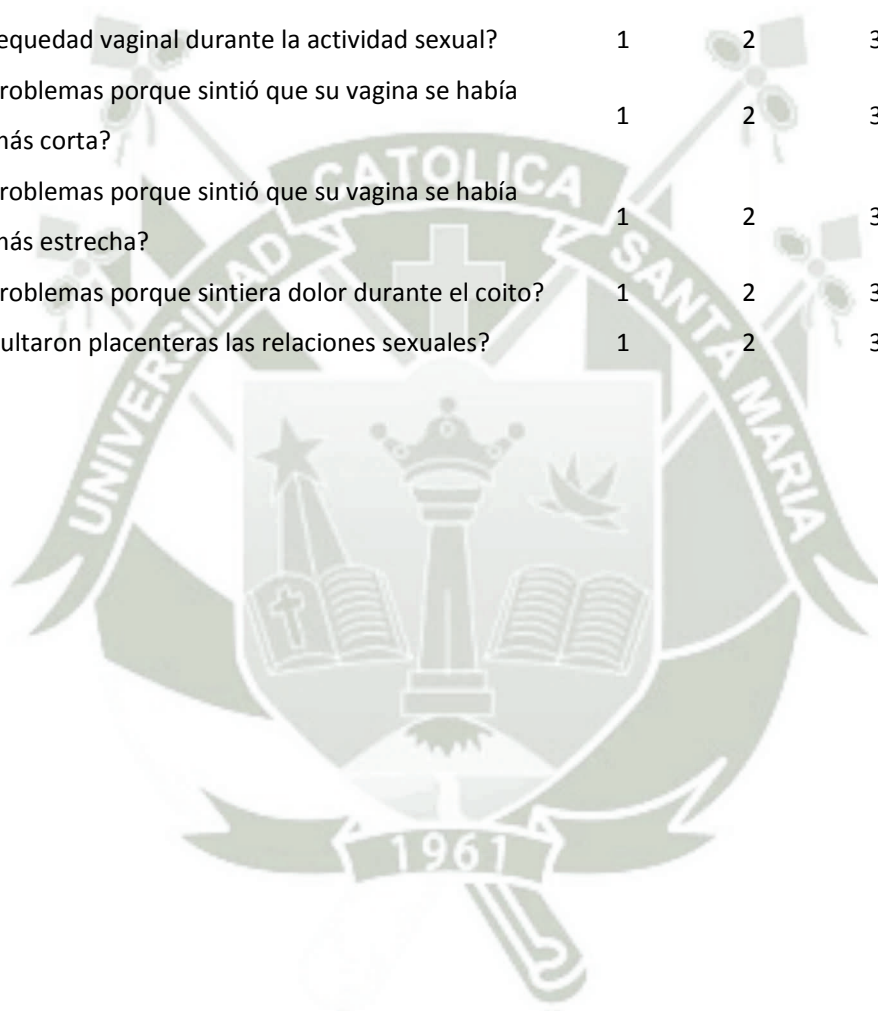 equedad vaginal durante la actividad sexual? 1 2 3
roblemas porque sintió que su vagina se había
más corta? 1 2 3
roblemas porque sintió que su vagina se había
más estrecha? 1 2 3
roblemas porque sintiera dolor durante el coito? 1 2 3
ultaron placenteras las relaciones sexuales? 1 2 3
UNIVERSIDAD CATOLICA SANTA MARIA
1961